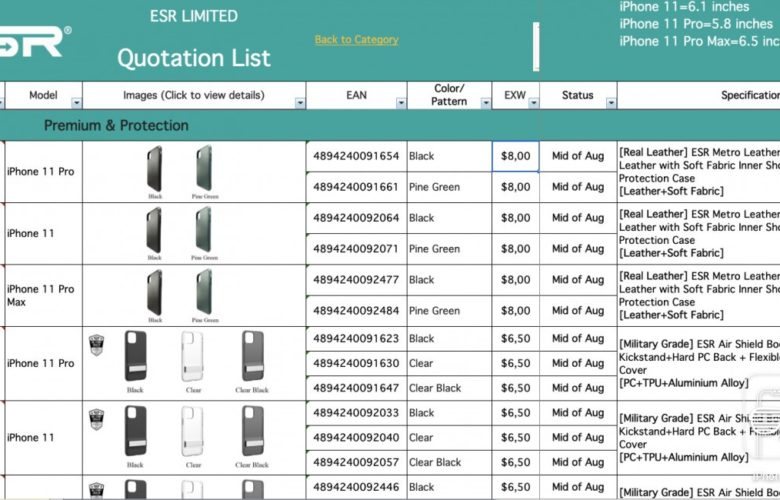 ESR LIMITED
ESR®
Back to Category
Quotation List
iPhone 11=6.1 inches
iPhone 11 Pro=5.8 inches
iPhone 11 Pro Max=6.5 inc
Model
Images (Click to view details)
EAN
Color/
Pattern
EXW
Status
Specification
Premium & Protection
iPhone 11 Pro
Black
Pine Green
4894240091654 Black $8,00 Mid of Aug
4894240091661 Pine Green $8,00 Mid of Aug
[Real Leather] ESR Metro Leather
Leather with Soft Fabric Inner Sho
Protection Case
[Leather+Soft Fabric]
iPhone 11
Black
Pine Green
4894240092064 Black $8,00 Mid of Aug
4894240092071 Pine Green $8,00 Mid of Aug
[Real Leather] ESR Metro Leather
Leather with Soft Fabric Inner Sho
Protection Case
[Leather+Soft Fabric]
iPhone 11 Pro
Max
Black
Pine Green
4894240092477 Black $8,00 Mid of Aug
4894240092484 Pine Green $8,00 Mid of Aug
[Real Leather] ESR Metro Leather
Leather with Soft Fabric Inner Sho
Protection Case
[Leather+Soft Fabric]
iPhone 11 Pro
Black
Clear
Clear Black
4894240091623 Black $6,50 Mid of Aug
4894240091630 Clear $6,50 Mid of Aug
4894240091647 Clear Black $6,50 Mid of Aug
[Military Grade] ESR Air Shield Boo
Kickstand+Hard PC Back + Flexible
Cover
[PC+TPU+Aluminium Alloy]
iPhone 11
Black
Clear
Clear Black
4894240092033 Black $6,50 Mid of Aug
4894240092040 Clear $6,50 Mid of Aug
4894240092057 Clear Black $6,50 Mid of Aug
[Military Grade] ESR Air Shield Boo
Kickstand+Hard PC Back + Flexible
Cover
[PC+TPU+Aluminium Alloy]
4894240092446 Black $6,50 Mid of Aug